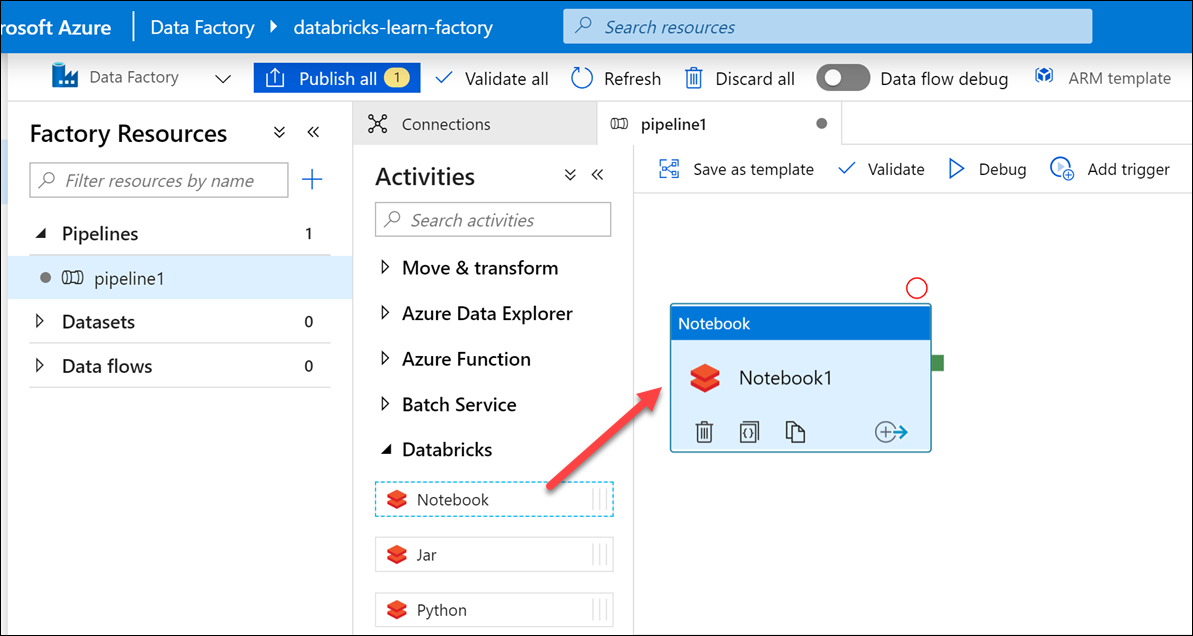 rosoft Azure Data Factory databricks-learn-factory Search resources
Data Factory Publish all 1 Validate all Refresh Discard all Data flow debug ARM template
Factory Resources
Filter resources by name
Pipelines 1
pipeline1
Datasets 0
Data flows 0
Connections pipeline1
Activities
Search activities
Move & transform
Azure Data Explorer
Azure Function
Batch Service
Databricks
Notebook
Jar
Python
Save as template Validate Debug Add trigger
Notebook
Notebook1